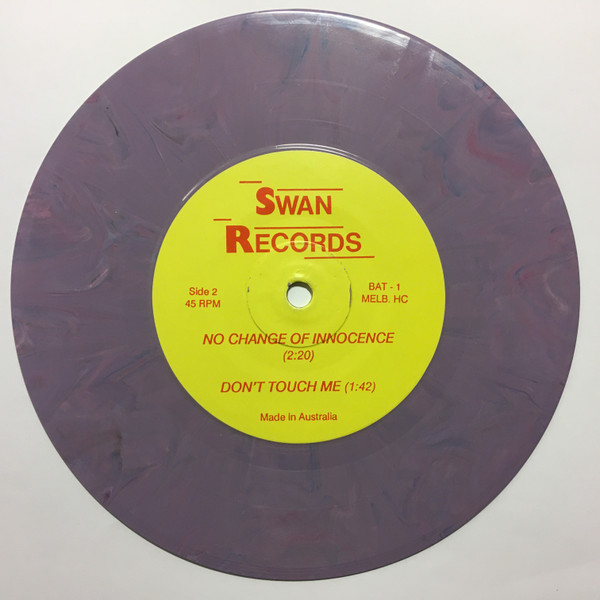 SWAN
RECORDS
Side 2
45 RPM
BAT - 1
MELB. HC
NO CHANGE OF INNOCENCE
(2:20)
DON'T TOUCH ME (1:42)
Made in Australia